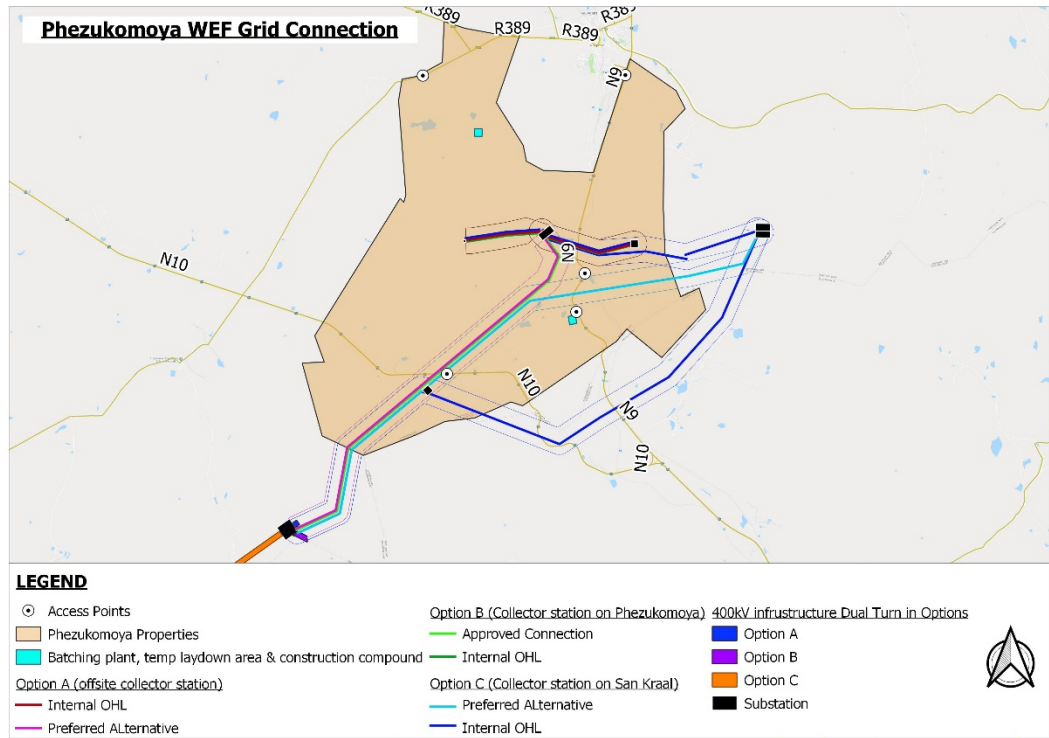 Phezukomoya WEF Grid Connection
R389
R389
R389
N9
N10
N9
N10
N9
N10
LEGEND
Access Points
Phezukomoya Properties
Batching plant, temp laydown area & construction compound
Option A (offsite collector station)
Internal OHL
Preferred ALternative
Option B (Collector station on Phezukomoya)
Approved Connection
Internal OHL
Option C (Collector station on San Kraal)
Preferred ALternative
Internal OHL
400kV infrustructure Dual Turn in Options
Option A
Option B
Option C
Substation